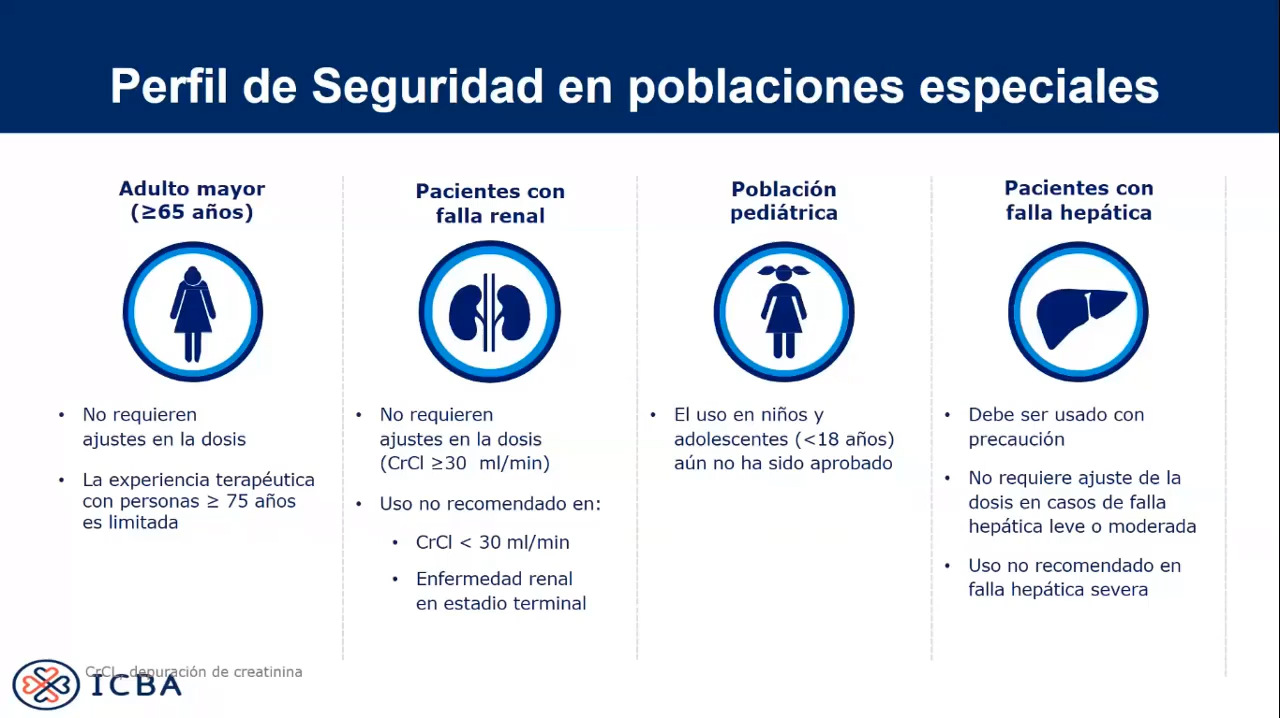 Perfil de Seguridad en poblaciones especiales
Adulto mayor
(≥65 años)
• No requieren
ajustes en la dosis
• La experiencia terapéutica
con personas ≥ 75 años
es limitada
Pacientes con
falla renal
• No requieren
ajustes en la dosis
(CrCl ≥30 ml/min)
• Uso no recomendado en:
• CrCl < 30 ml/min
• Enfermedad renal
en estadio terminal
Población
pediátrica
• El uso en niños y
adolescentes (<18 años)
aún no ha sido aprobado
Pacientes con
falla hepática
• Debe ser usado con
precaución
• No requiere ajuste de la
dosis en casos de falla
hepática leve o moderada
• Uso no recomendado en
falla hepática severa
CrCL, depuración de creatinina
ICBA